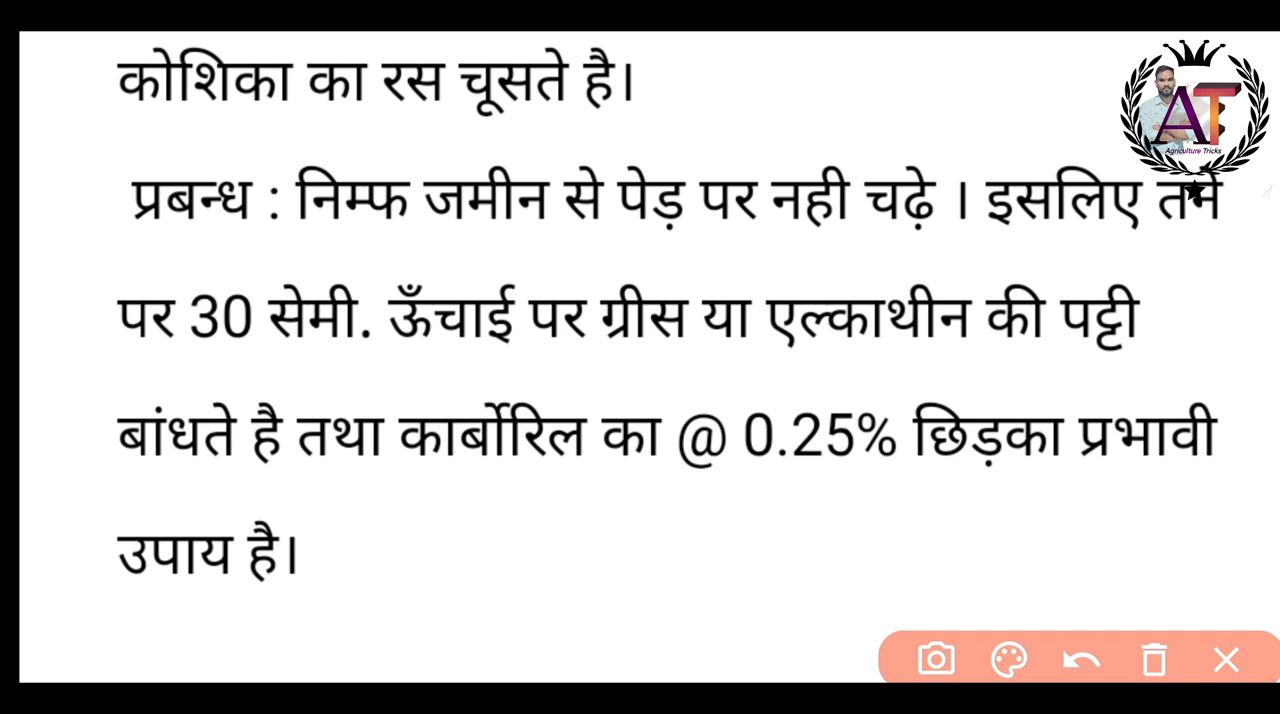 कोशिका का रस चूसते है।
प्रबन्ध : निम्फ जमीन से पेड़ पर नही चढ़े । इसलिए तने
पर 30 सेमी. ऊँचाई पर ग्रीस या एल्काथीन की पट्टी
बांधते है तथा कार्बोरिल का @ 0.25% छिड़का प्रभावी
उपाय है।
AT
Agriculture Tricks